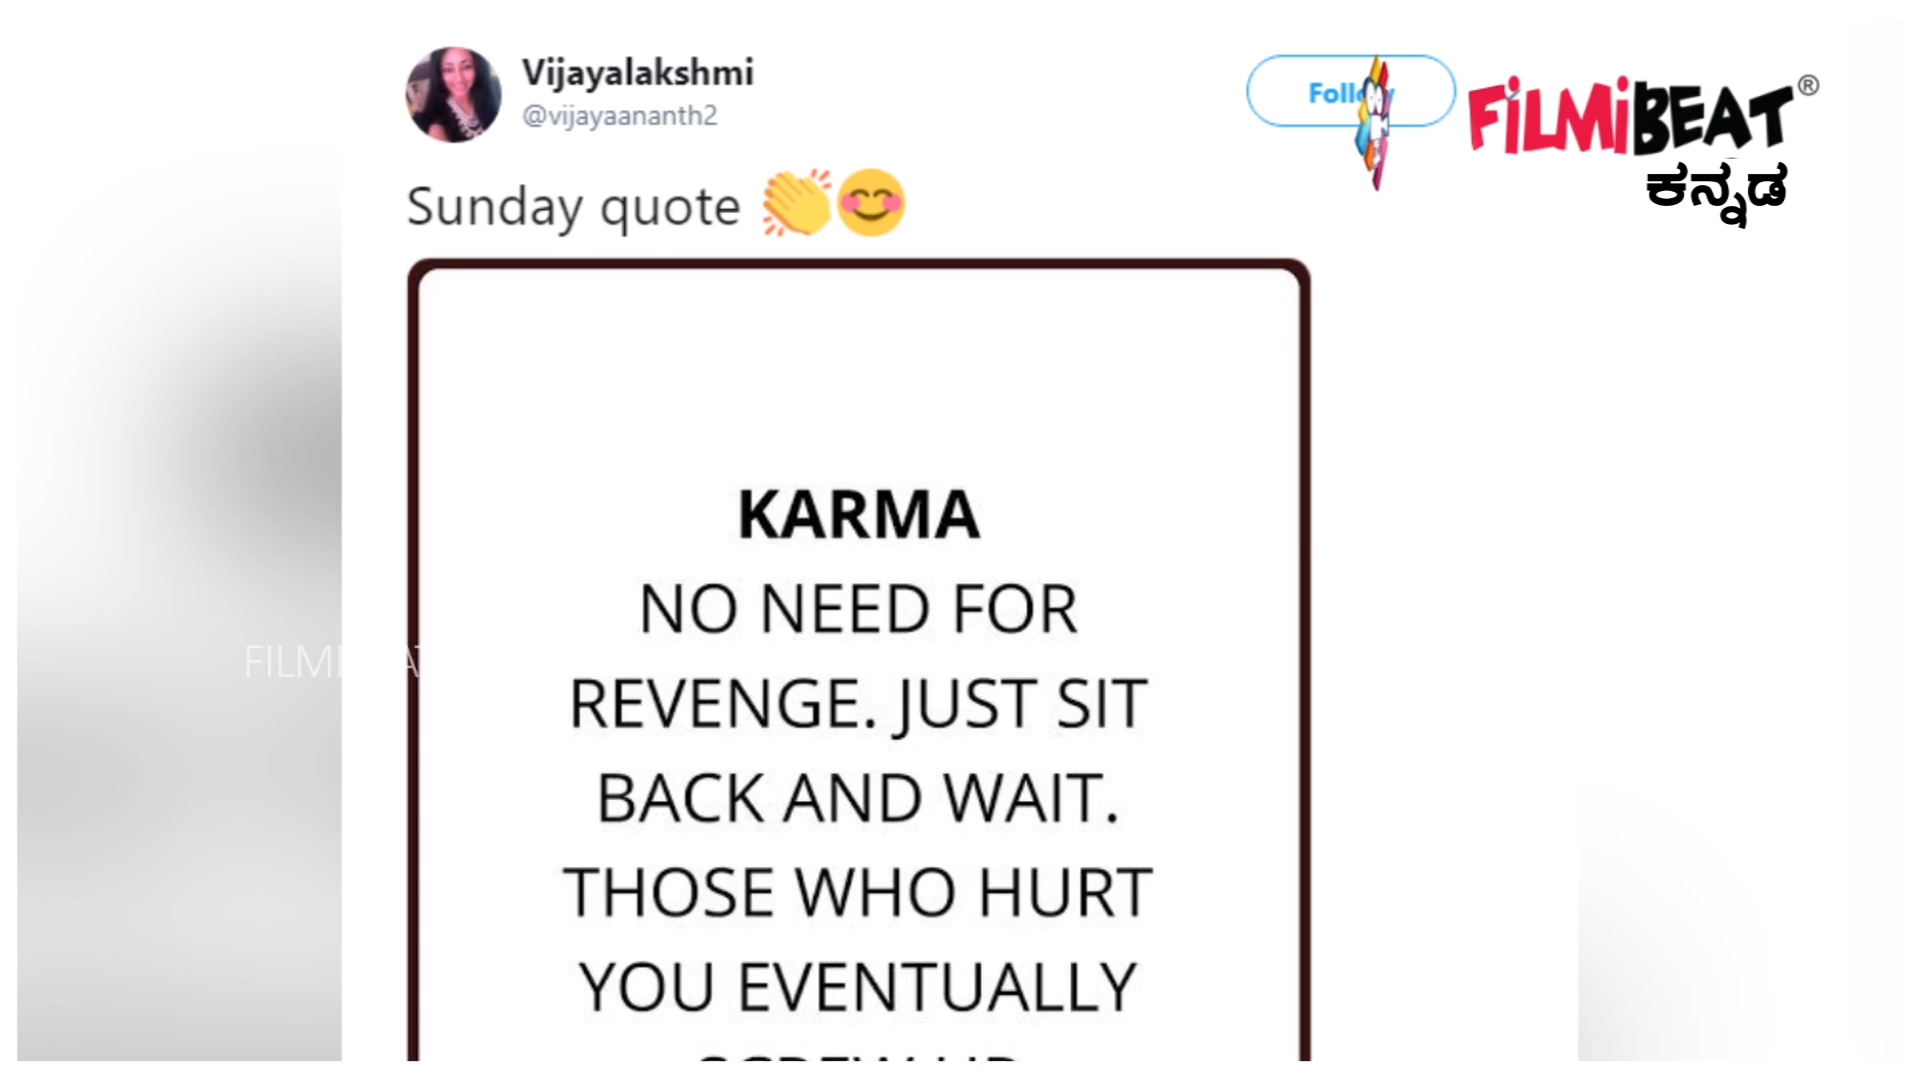 Vijayalakshmi
@vijayaananth2
Sunday quote 👏😊
FiLMiBEAT®
ಕನ್ನಡ
KARMA
NO NEED FOR
REVENGE. JUST SIT
BACK AND WAIT.
THOSE WHO HURT
YOU EVENTUALLY